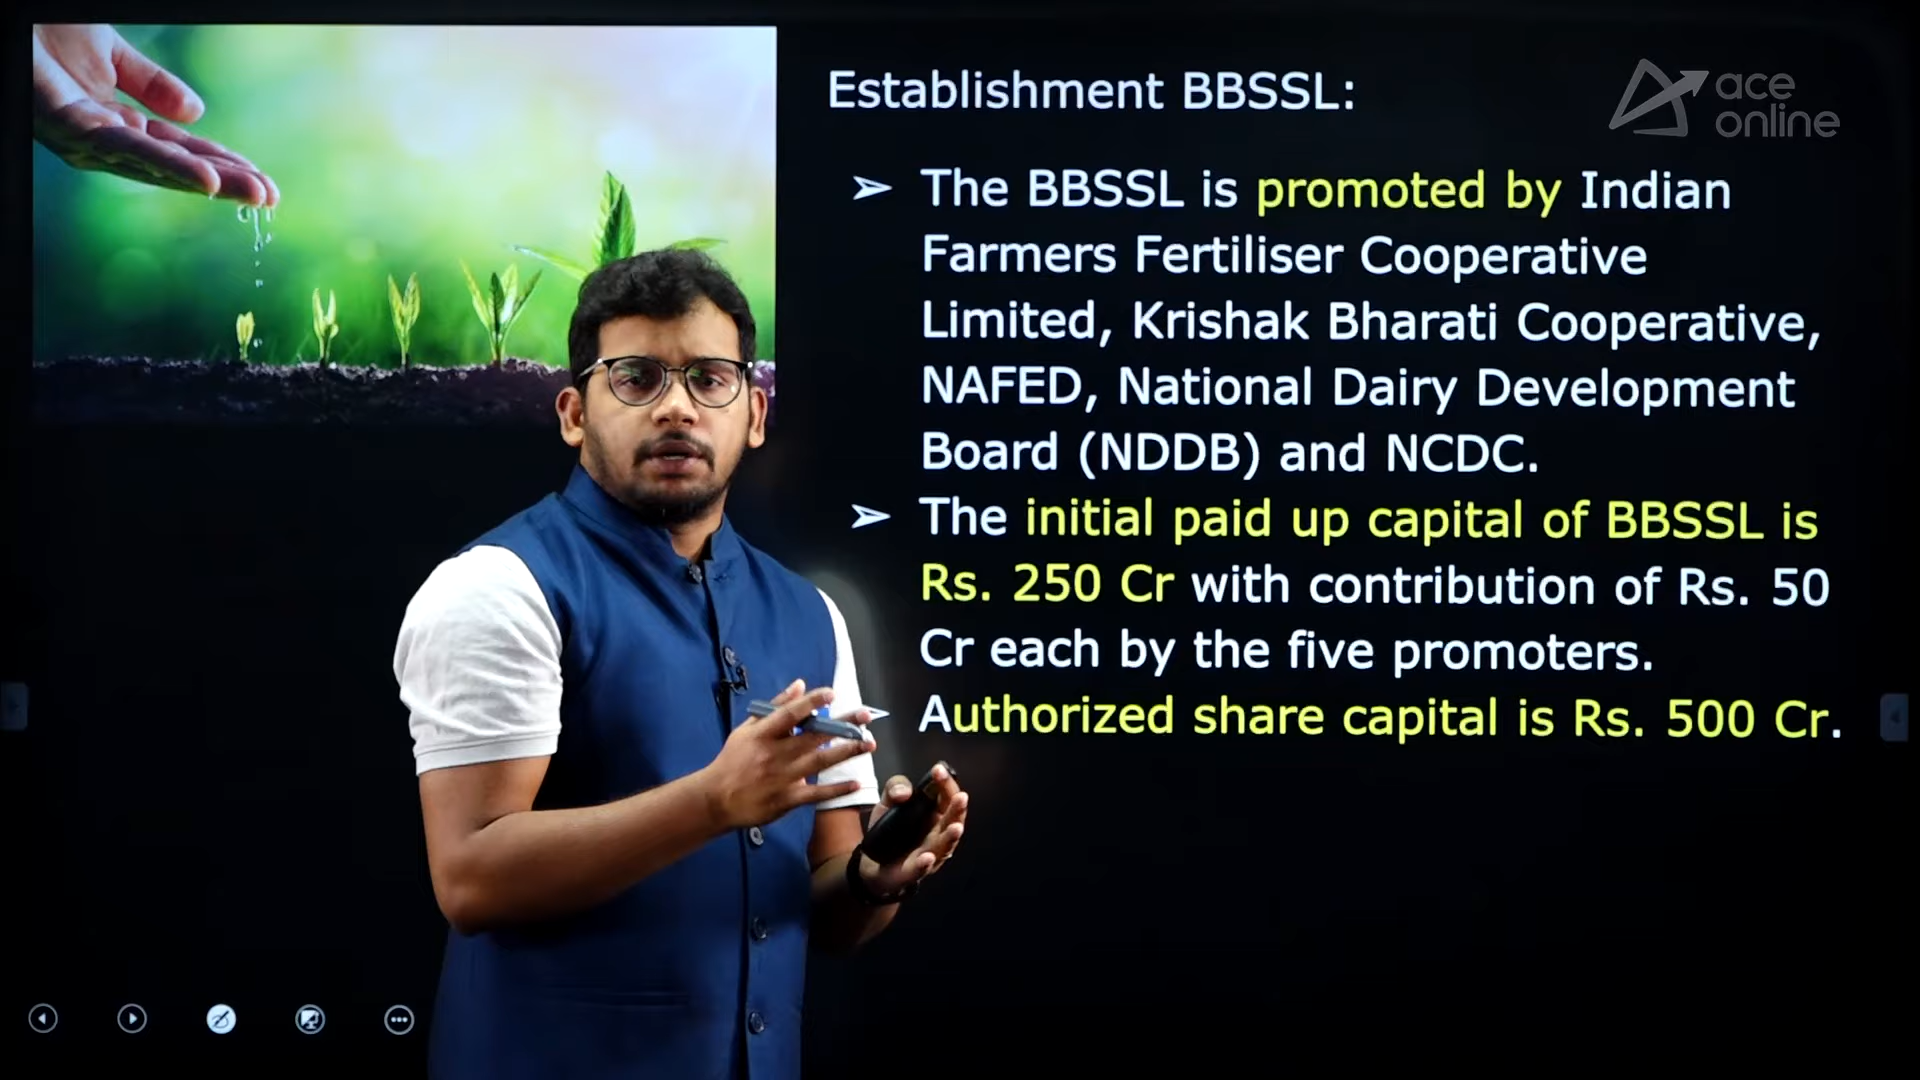 Establishment BBSSL:
ace
online
➢ The BBSSL is promoted by Indian
Farmers Fertiliser Cooperative
Limited, Krishak Bharati Cooperative,
NAFED, National Dairy Development
Board (NDDB) and NCDC.
➢ The initial paid up capital of BBSSL is
Rs. 250 Cr with contribution of Rs. 50
Cr each by the five promoters.
➢ Authorized share capital is Rs. 500 Cr.